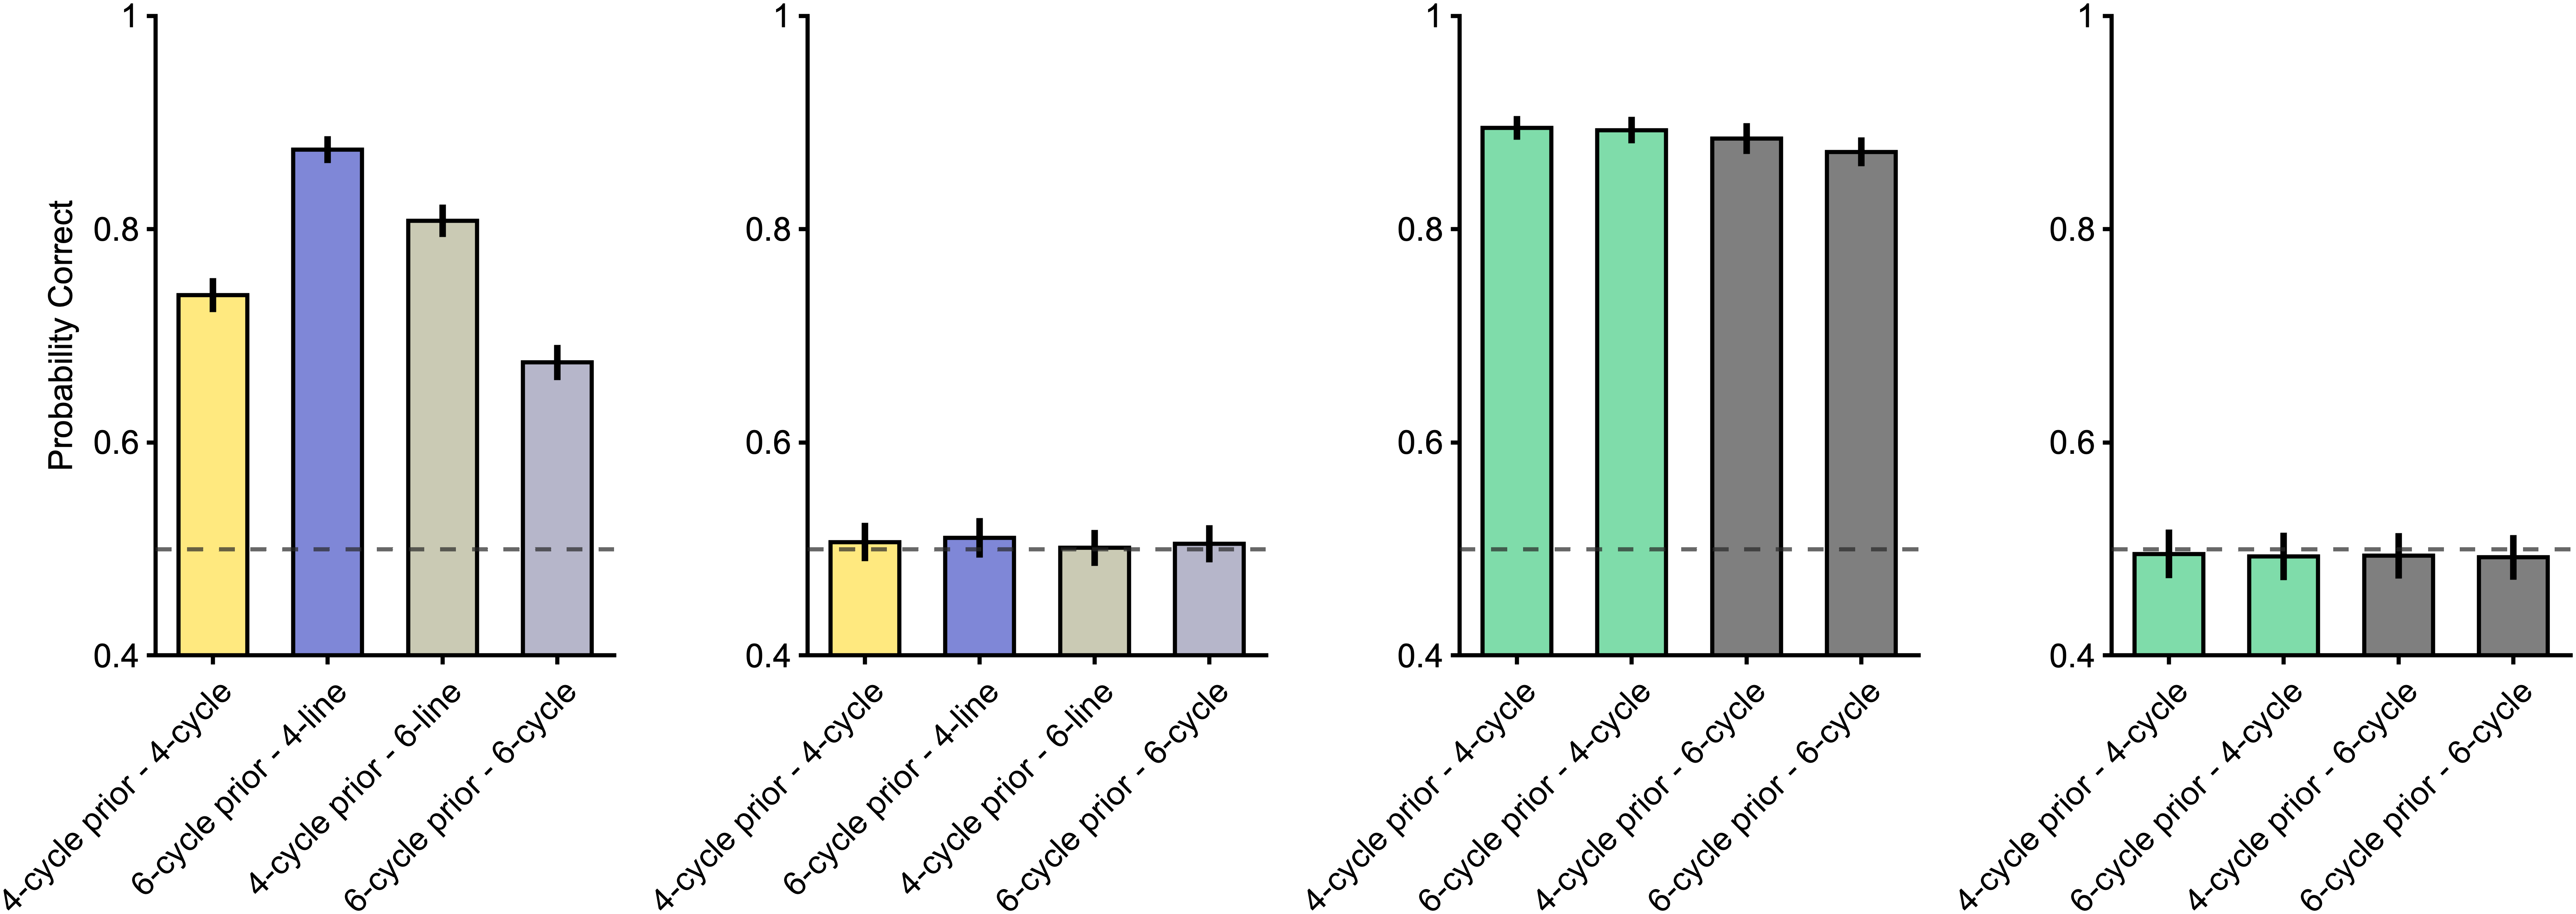 Probability Correct
1
0.8
0.6
0.4
4-cycle prior - 4-cycle
6-cycle prior - 4-line
4-cycle prior - 6-line
6-cycle prior - 6-cycle
1
0.8
0.6
0.4
4-cycle prior - 4-cycle
6-cycle prior - 4-line
4-cycle prior - 6-line
6-cycle prior - 6-cycle
1
0.8
0.6
0.4
4-cycle prior - 4-cycle
6-cycle prior - 4-cycle
4-cycle prior - 6-cycle
6-cycle prior - 6-cycle
1
0.8
0.6
0.4
4-cycle prior - 4-cycle
6-cycle prior - 4-cycle
4-cycle prior - 6-cycle
6-cycle prior - 6-cycle